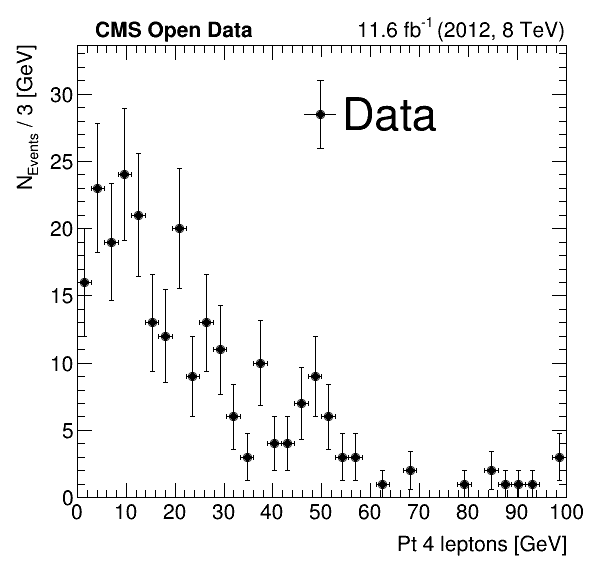 CMS Open Data 11.6 fb⁻¹ (2012, 8 TeV)
N_Events / 3 [GeV]
Data
30
25
20
15
10
5
0
0 10 20 30 40 50 60 70 80 90 100
Pt 4 leptons [GeV]